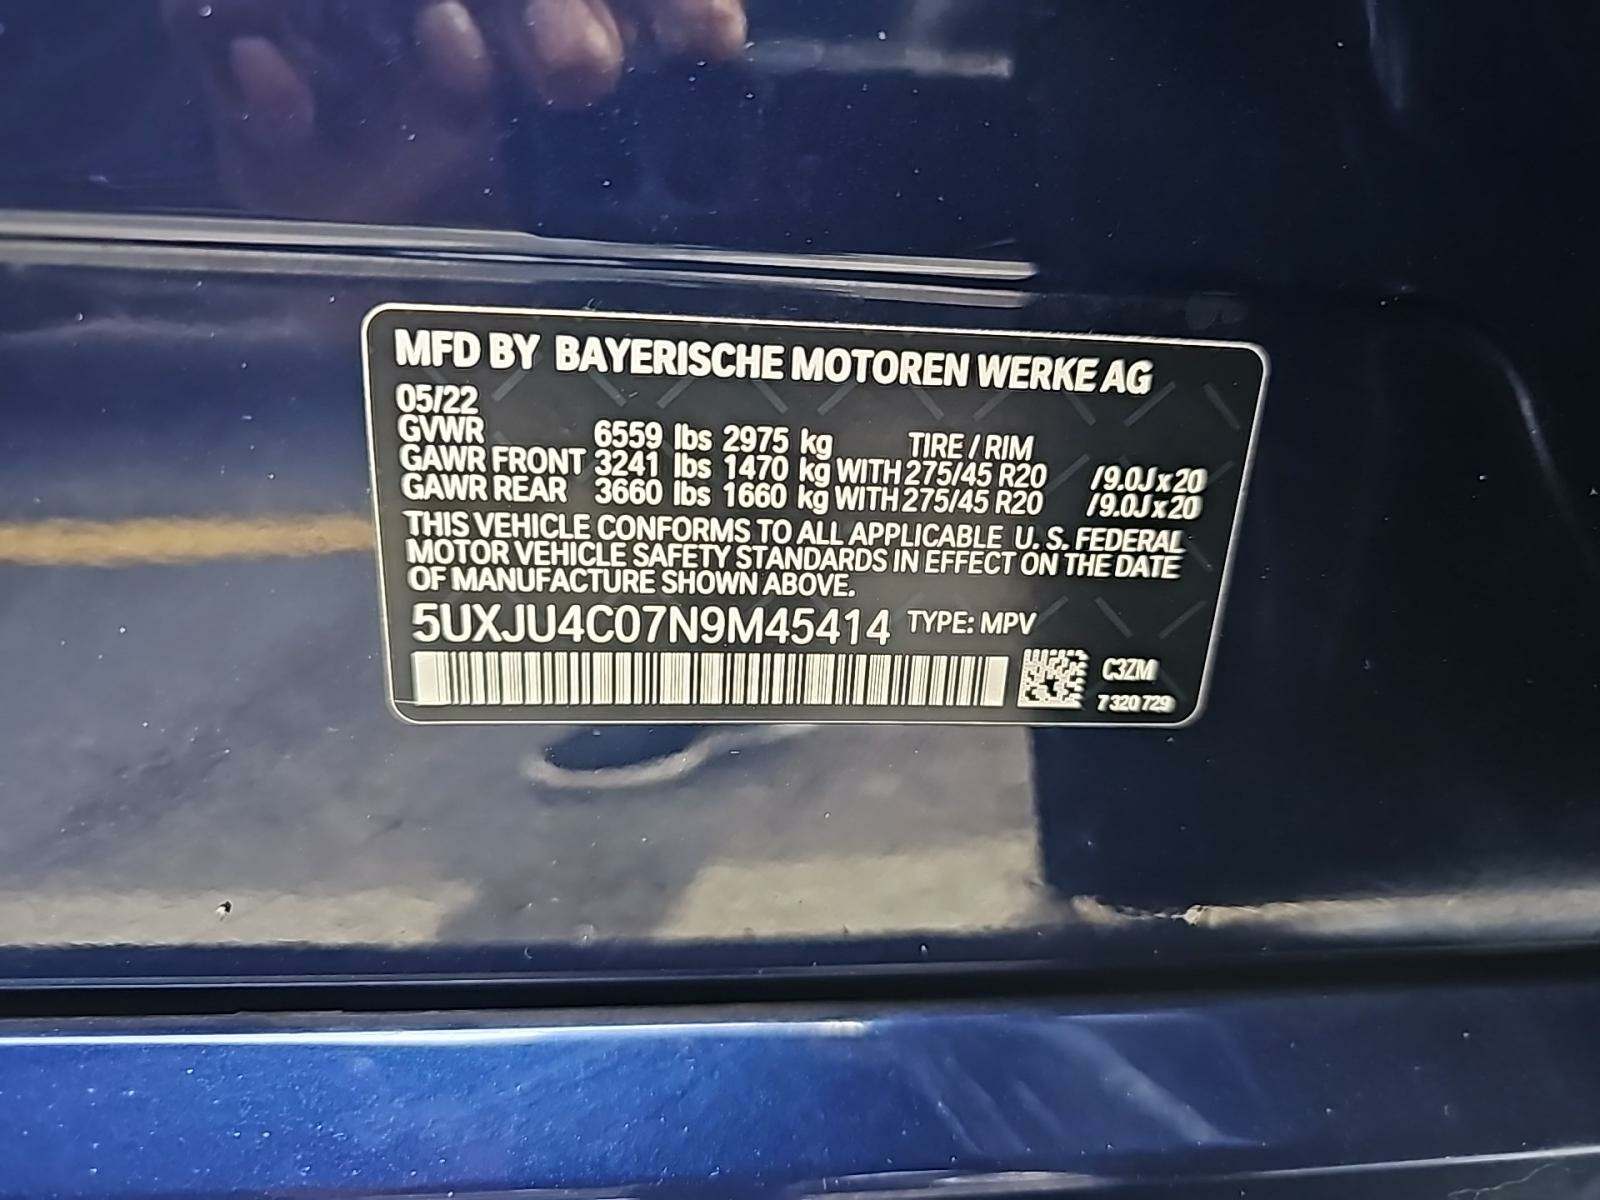 MFD BY BAYERISCHE MOTOREN WERKE AG
05/22
GVWR 6559 lbs 2975 kg TIRE / RIM
GAWR FRONT 3241 lbs 1470 kg WITH 275/45 R20 /9.0J x 20
GAWR REAR 3660 lbs 1660 kg WITH 275/45 R20 /9.0J x 20
THIS VEHICLE CONFORMS TO ALL APPLICABLE U. S. FEDERAL
MOTOR VEHICLE SAFETY STANDARDS IN EFFECT ON THE DATE
OF MANUFACTURE SHOWN ABOVE.
5UXJU4C07N9M45414 TYPE: MPV
C3ZM
7 320 729